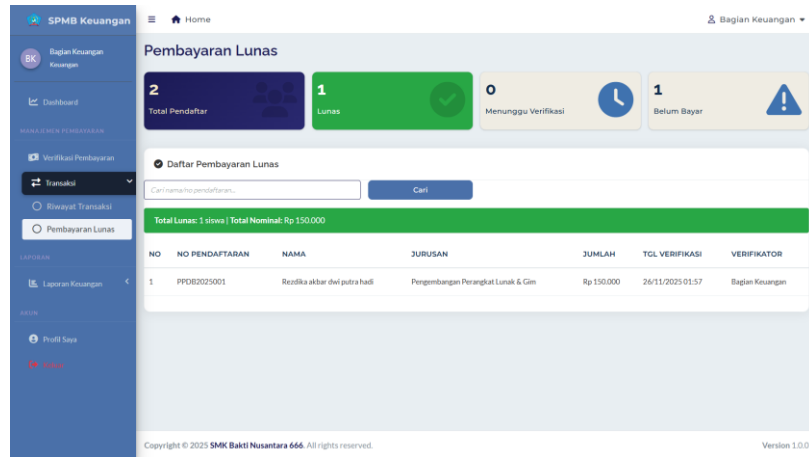 SPMB Keuangan
Home
Bagian Keuangan
BK
Bagian Keuangan
Keuangan
Dashboard
MANAJEMEN PEMBAYARAN
Verifikasi Pembayaran
Transaksi
Riwayat Transaksi
Pembayaran Lunas
LAPORAN
Laporan Keuangan
AKUN
Profil Saya
Pembayaran Lunas
2
Total Pendaftar
1
Lunas
0
Menunggu Verifikasi
1
Belum Bayar
Daftar Pembayaran Lunas
Cari nama/no pendaftaran...
Cari
Total Lunas: 1 siswa | Total Nominal: Rp 150.000
NO NO PENDAFTARAN NAMA JURUSAN JUMLAH TGL VERIFIKASI VERIFIKATOR
1 PPDB2025001 Rezdika akbar dwi putra hadi Pengembangan Perangkat Lunak & Gim Rp 150.000 26/11/2025 01:57 Bagian Keuangan
Copyright © 2025 SMK Bakti Nusantara 666. All rights reserved.
Version 1.0.0